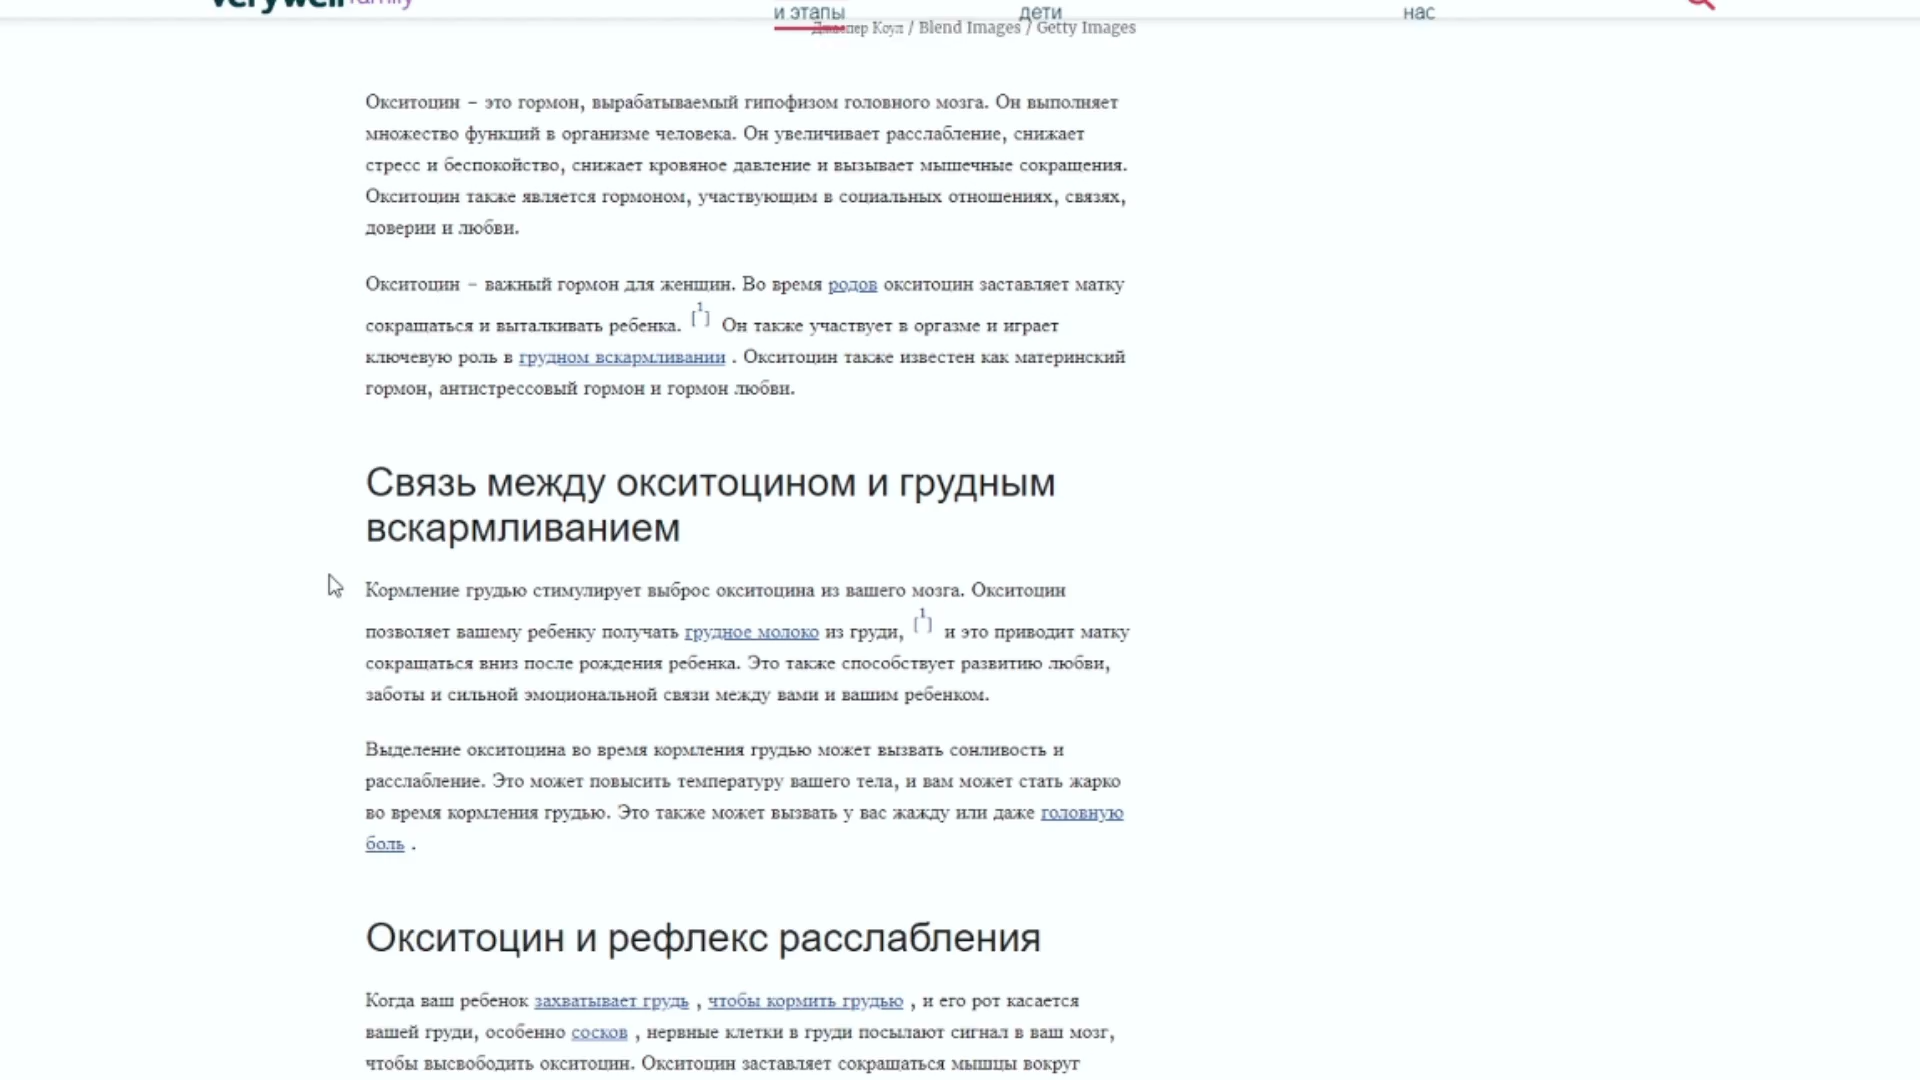 verywell family
и этапы
дети
нас
Джаспер Коул / Blend Images / Getty Images
Окситоцин – это гормон, вырабатываемый гипофизом головного мозга. Он выполняет
множество функций в организме человека. Он увеличивает расслабление, снижает
стресс и беспокойство, снижает кровяное давление и вызывает мышечные сокращения.
Окситоцин также является гормоном, участвующим в социальных отношениях, связях,
доверии и любви.
Окситоцин – важный гормон для женщин. Во время родов окситоцин заставляет матку
сокращаться и выталкивать ребенка. [1] Он также участвует в оргазме и играет
ключевую роль в грудном вскармливании . Окситоцин также известен как материнский
гормон, антистрессовый гормон и гормон любви.
Связь между окситоцином и грудным
вскармливанием
Кормление грудью стимулирует выброс окситоцина из вашего мозга. Окситоцин
позволяет вашему ребенку получать грудное молоко из груди, [1] и это приводит матку
сокращаться вниз после рождения ребенка. Это также способствует развитию любви,
заботы и сильной эмоциональной связи между вами и вашим ребенком.
Выделение окситоцина во время кормления грудью может вызвать сонливость и
расслабление. Это может повысить температуру вашего тела, и вам может стать жарко
во время кормления грудью. Это также может вызвать у вас жажду или даже головную
боль .
Окситоцин и рефлекс расслабления
Когда ваш ребенок захватывает грудь , чтобы кормить грудью , и его рот касается
вашей груди, особенно сосков , нервные клетки в груди посылают сигнал в ваш мозг,
чтобы высвободить окситоцин. Окситоцин заставляет сокращаться мышцы вокруг